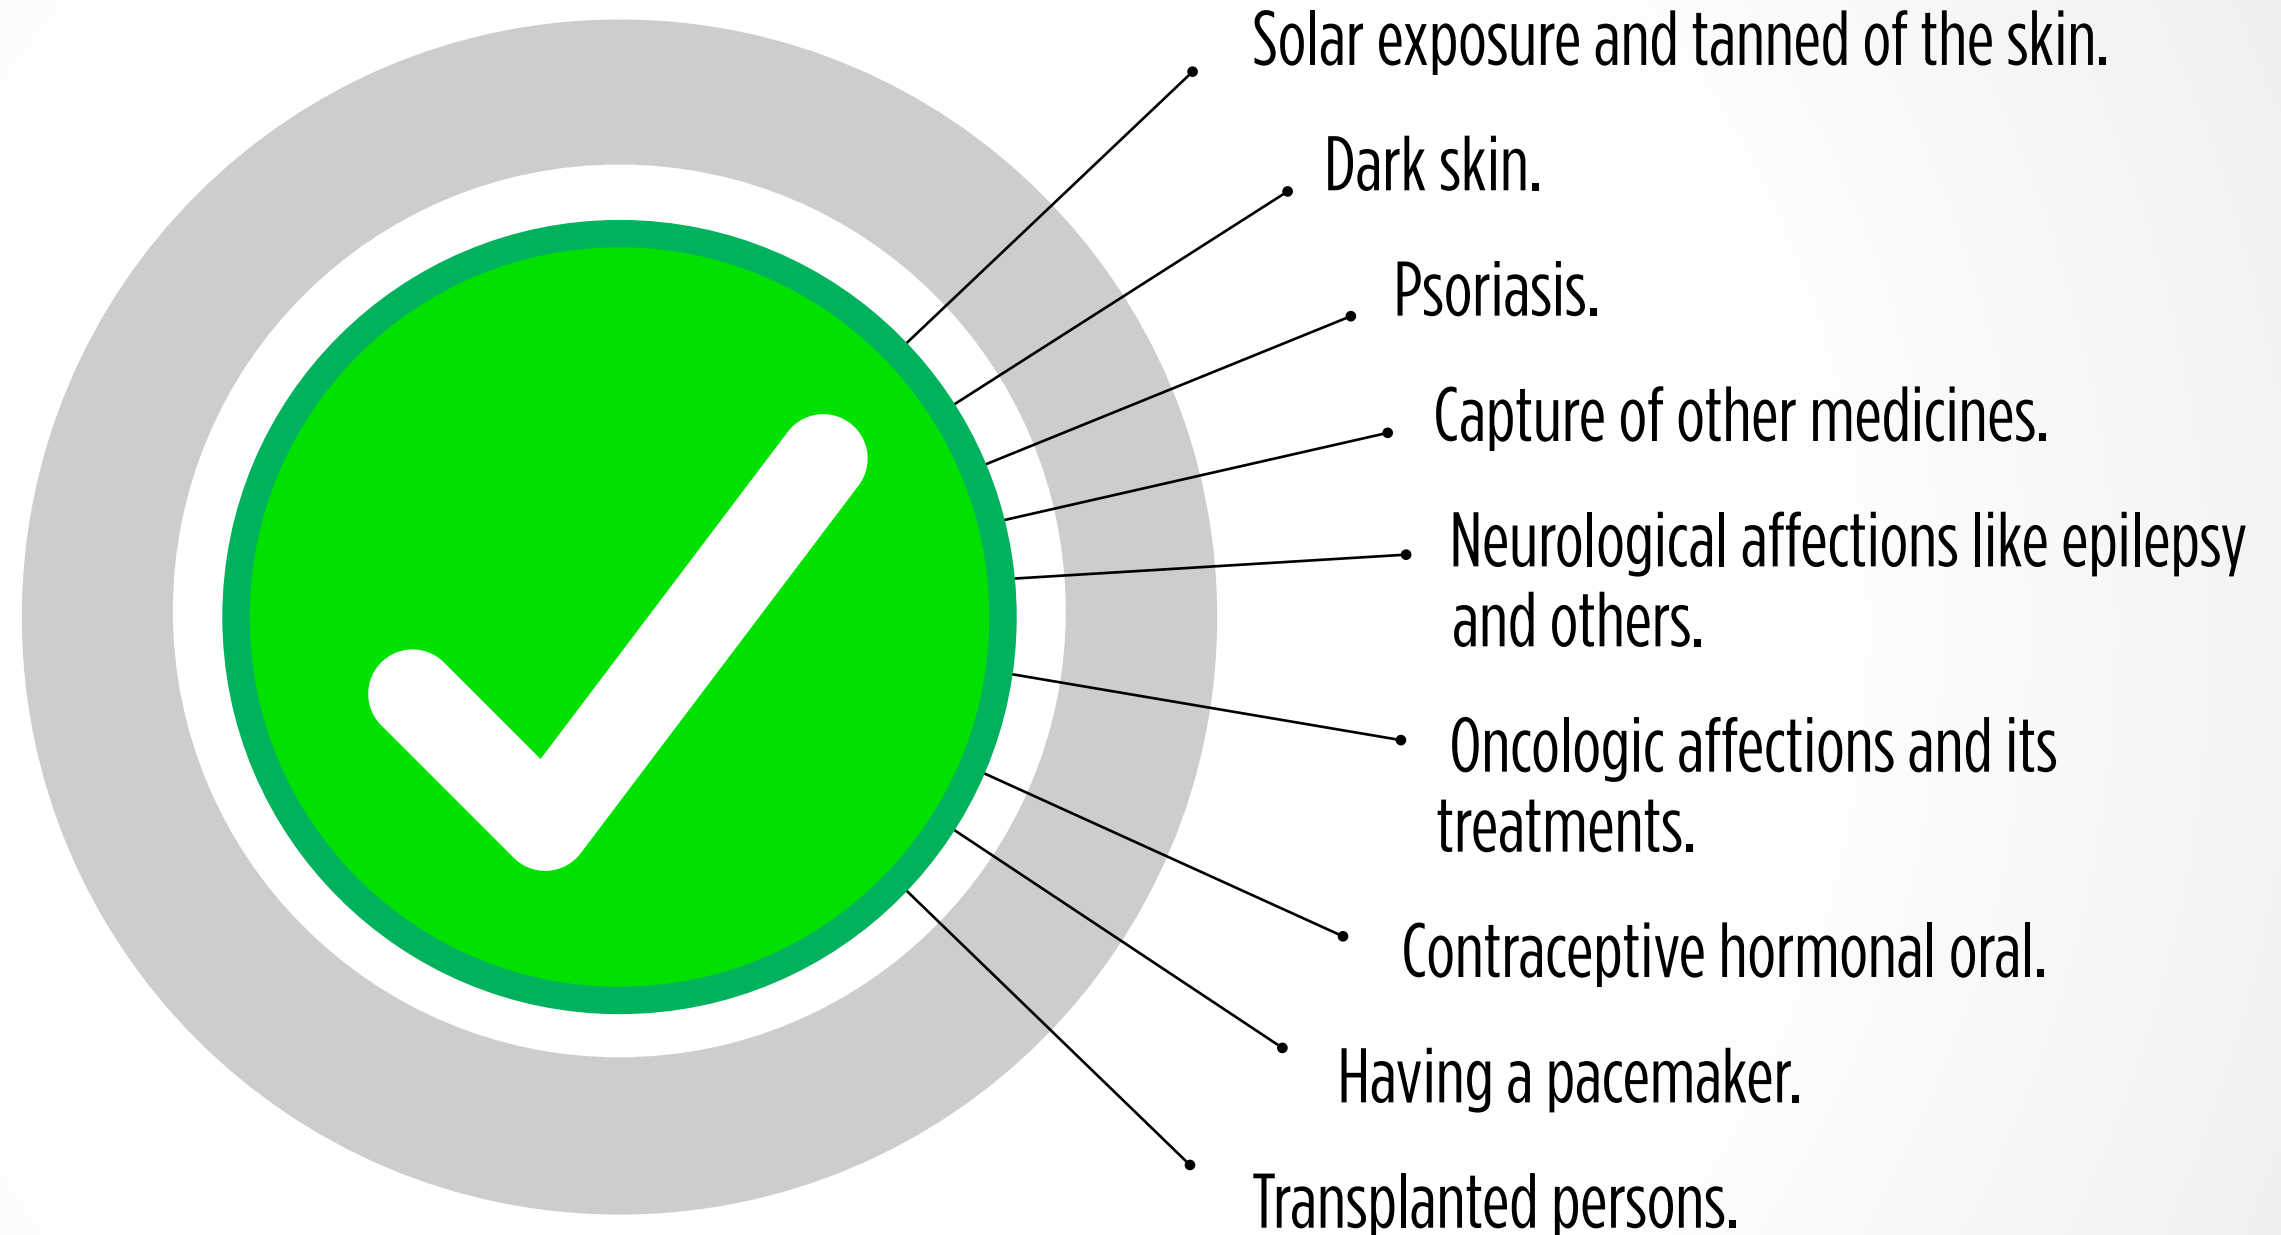 Solar exposure and tanned of the skin.
Dark skin.
Psoriasis.
Capture of other medicines.
Neurological affections like epilepsy
and others.
Oncologic affections and its
treatments.
Contraceptive hormonal oral.
Having a pacemaker.
Transplanted persons.